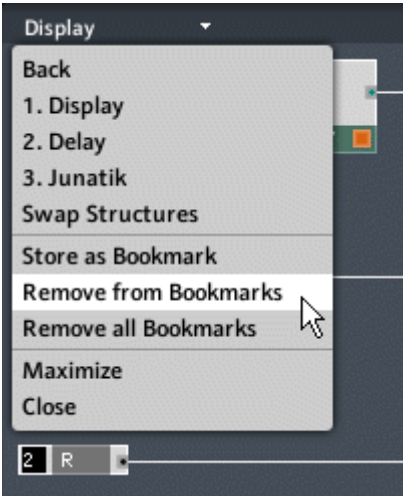 Display
Back
1. Display
2. Delay
3. Junatik
Swap Structures
Store as Bookmark
Remove from Bookmarks
Remove all Bookmarks
Maximize
Close
2 R